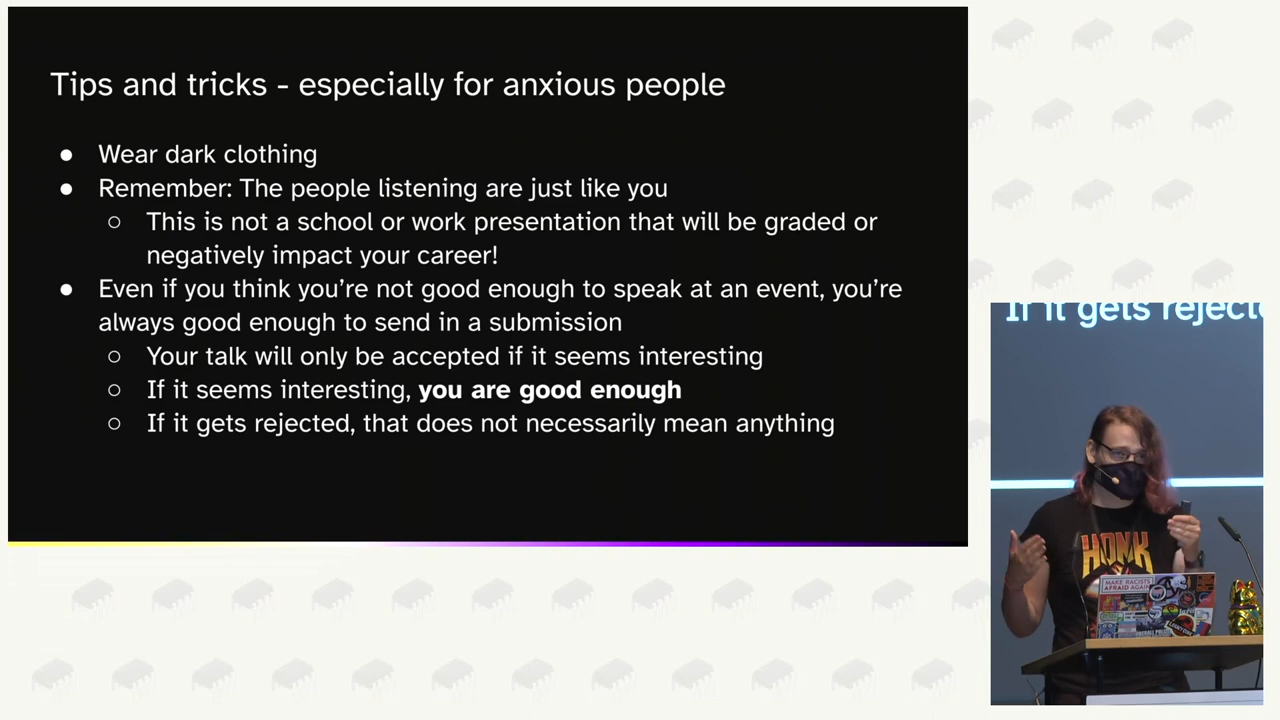 Tips and tricks - especially for anxious people
● Wear dark clothing
● Remember: The people listening are just like you
○ This is not a school or work presentation that will be graded or
negatively impact your career!
● Even if you think you’re not good enough to speak at an event, you’re
always good enough to send in a submission
○ Your talk will only be accepted if it seems interesting
○ If it seems interesting, you are good enough
○ If it gets rejected, that does not necessarily mean anything
If it gets reject
HONK
MAKE RACISTS
AFRAID AGAIN